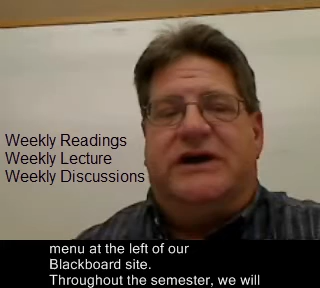 Weekly Readings
Weekly Lecture
Weekly Discussions
menu at the left of our
Blackboard site.
Throughout the semester, we will